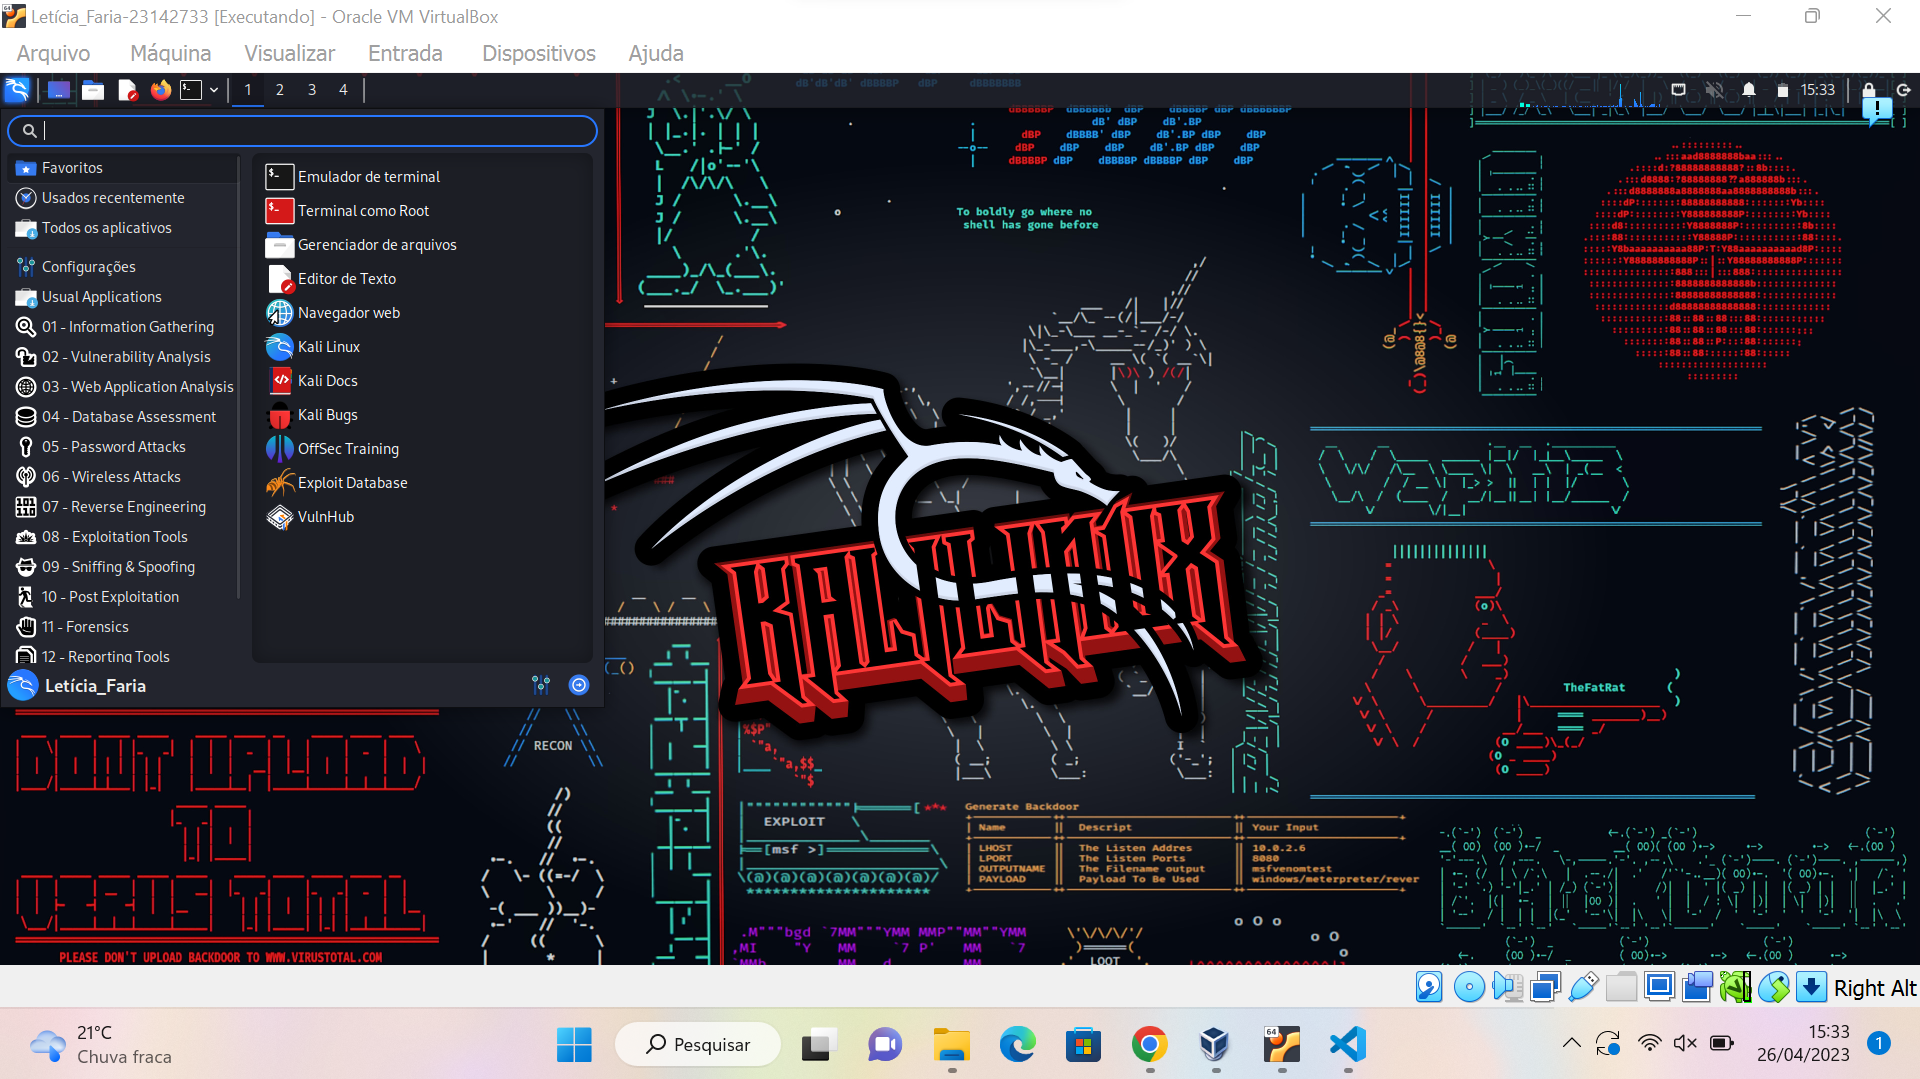 Letícia_Faria-23142733 [Executando] - Oracle VM VirtualBox
Arquivo Máquina Visualizar Entrada Dispositivos Ajuda
1 2 3 4
15:33
Favoritos
Usados recentemente
Todos os aplicativos
Configurações
Usual Applications
01 - Information Gathering
02 - Vulnerability Analysis
03 - Web Application Analysis
04 - Database Assessment
05 - Password Attacks
06 - Wireless Attacks
07 - Reverse Engineering
08 - Exploitation Tools
09 - Sniffing & Spoofing
10 - Post Exploitation
11 - Forensics
12 - Reporting Tools
Emulador de terminal
Terminal como Root
Gerenciador de arquivos
Editor de Texto
Navegador web
Kali Linux
Kali Docs
Kali Bugs
OffSec Training
Exploit Database
VulnHub
Letícia_Faria
To boldly go where no
shell has gone before
KALI LINUX
TheFatRat
RECON
DONT UPLOAD
TO
VIRUS TOTAL
PLEASE DON'T UPLOAD BACKDOOR TO WWW.VIRUSTOTAL.COM
EXPLOIT
[msf >]
Generate Backdoor
Name Descript Your Input
LHOST The Listen Addres 10.0.2.6
LPORT The Listen Ports 8080
OUTPUTNAME The Filename output msfvenomtest
PAYLOAD Payload To Be Used windows/meterpreter/rever
LOOT
Right Alt
21°C
Chuva fraca
Pesquisar
64
15:33
26/04/2023
1